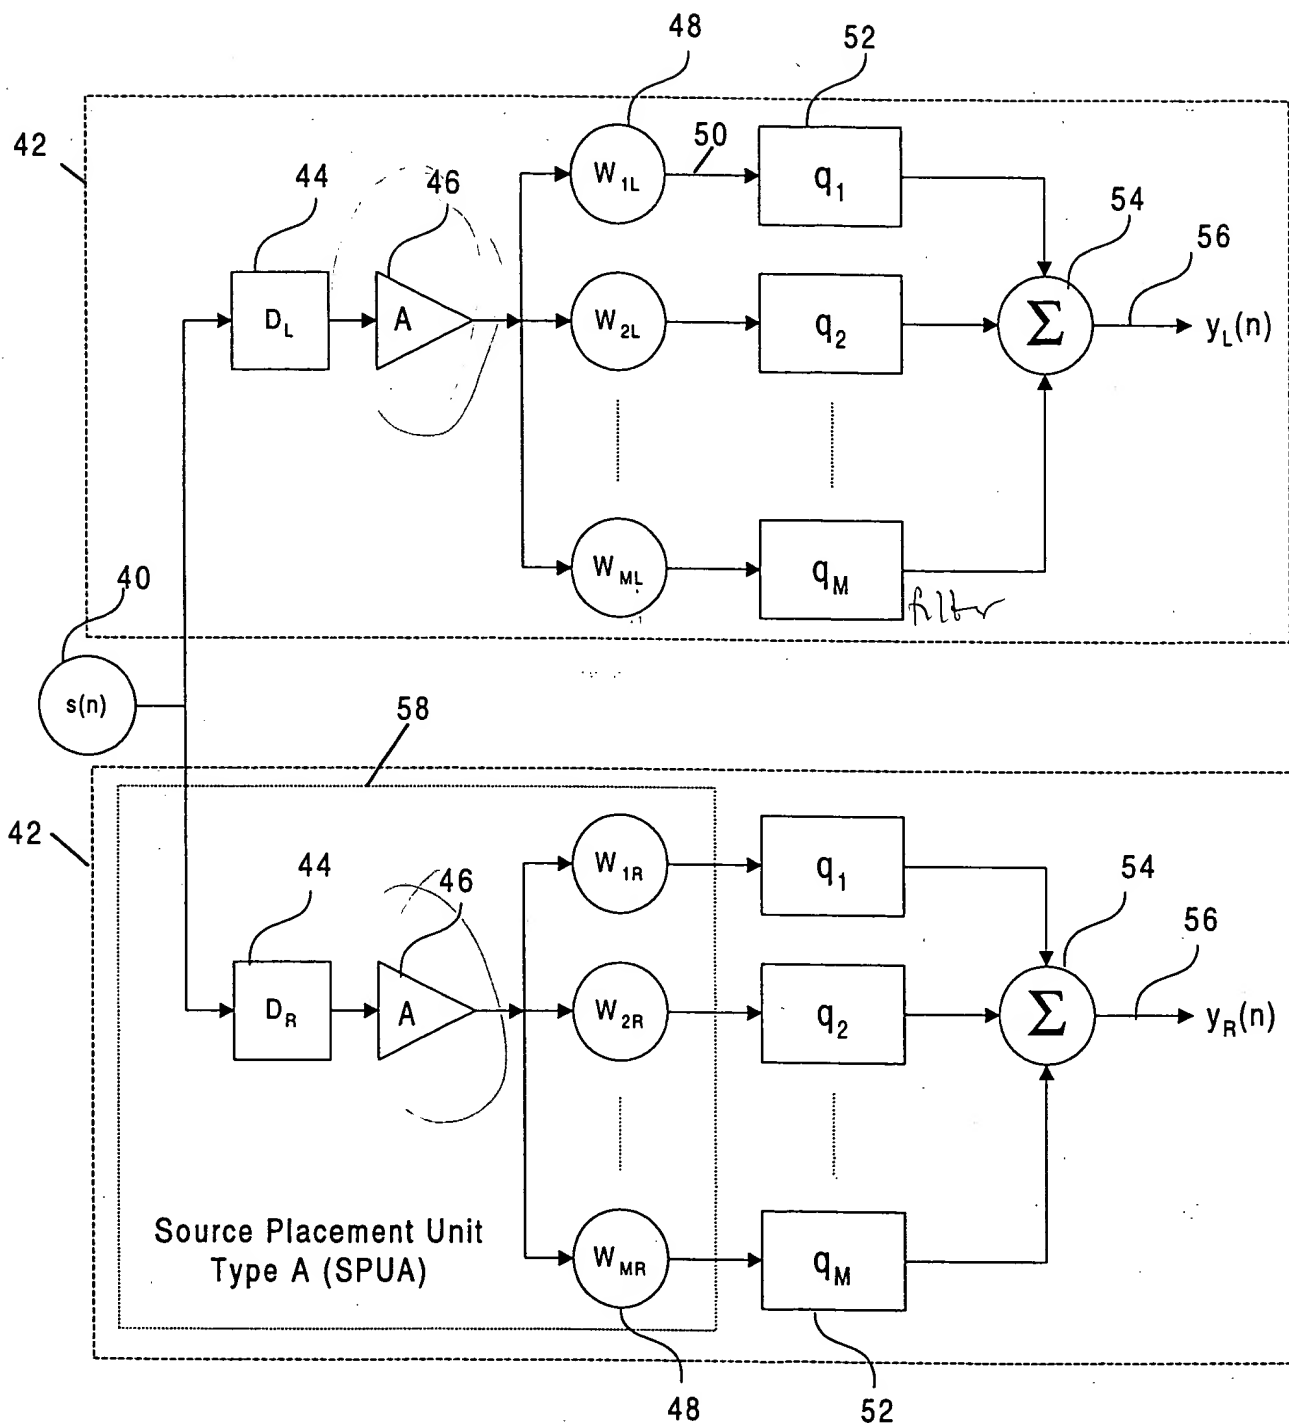 48
52
42
44
46
W1L
50
q1
54
56
DL
A
W2L
q2
Σ
yL(n)
WML
qM
filter
40
s(n)
58
42
44
46
W1R
q1
54
56
DR
A
W2R
q2
Σ
yR(n)
Source Placement Unit
Type A (SPUA)
WMR
qM
48
52